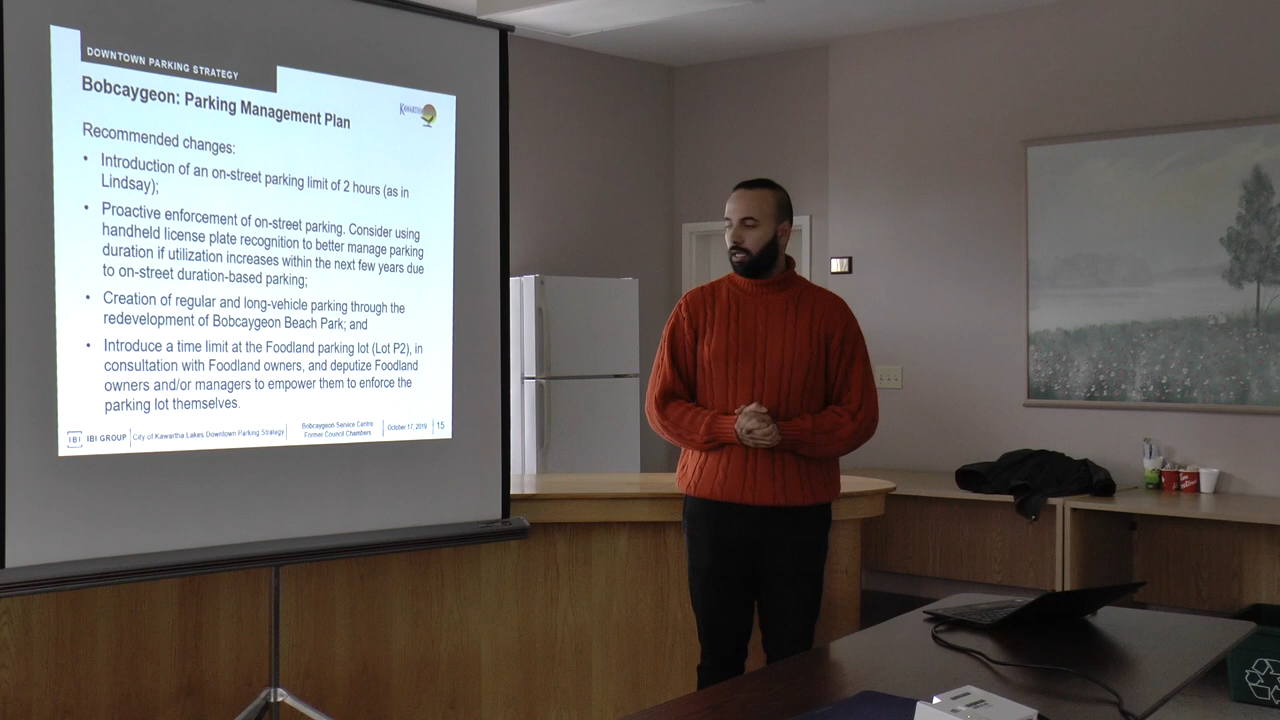 DOWNTOWN PARKING STRATEGY
Bobcaygeon: Parking Management Plan
KAWARTHA
Recommended changes:
• Introduction of an on-street parking limit of 2 hours (as in
Lindsay);
• Proactive enforcement of on-street parking. Consider using
handheld license plate recognition to better manage parking
duration if utilization increases within the next few years due
to on-street duration-based parking;
• Creation of regular and long-vehicle parking through the
redevelopment of Bobcaygeon Beach Park; and
• Introduce a time limit at the Foodland parking lot (Lot P2), in
consultation with Foodland owners, and deputize Foodland
owners and/or managers to empower them to enforce the
parking lot themselves.
IBI IBI GROUP City of Kawartha Lakes Downtown Parking Strategy
Bobcaygeon Service Centre
Former Council Chambers
October 17, 2019
15